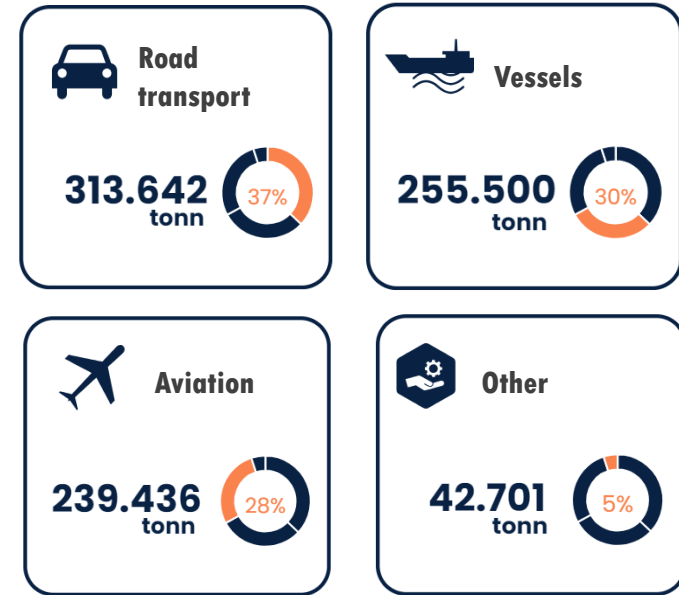 Road
transport
313.642
tonn
37%
Vessels
255.500
tonn
30%
Aviation
239.436
tonn
28%
Other
42.701
tonn
5%